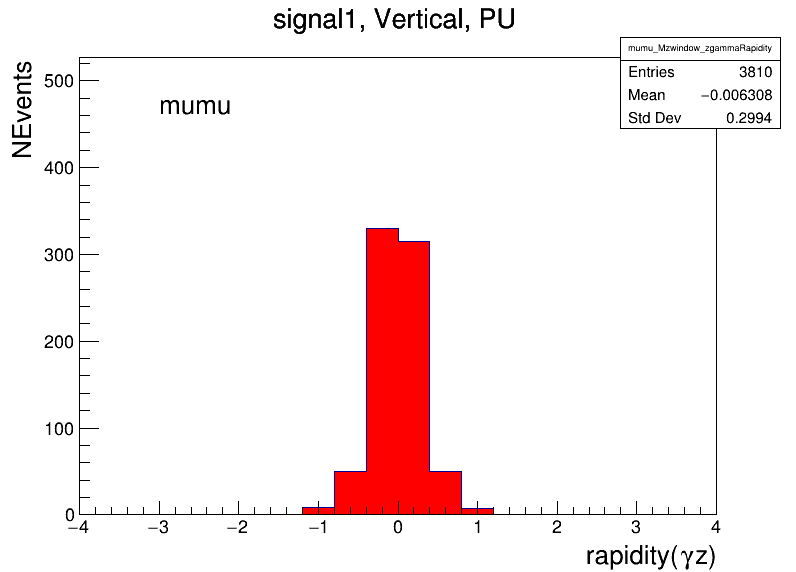 signal1, Vertical, PU
mumu_Mzwindow_zgammaRapidity
Entries 3810
Mean −0.006308
Std Dev 0.2994
NEvents
mumu
500
400
300
200
100
0
−4 −3 −2 −1 0 1 2 3 4
rapidity(γz)